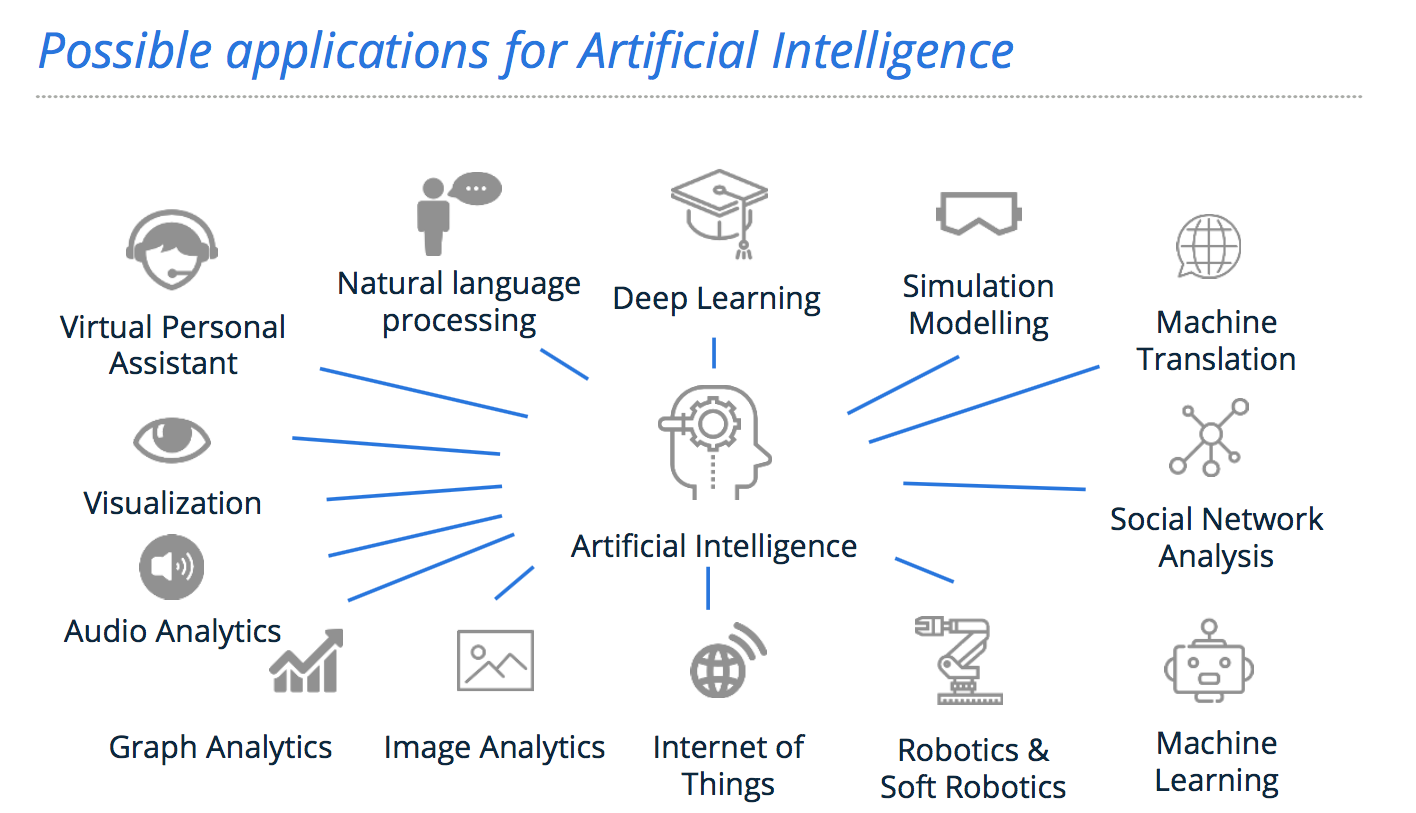 Possible applications for Artificial Intelligence
Virtual Personal
Assistant
Natural language
processing
Deep Learning
Simulation
Modelling
Machine
Translation
Visualization
Social Network
Analysis
Artificial Intelligence
Audio Analytics
Graph Analytics
Image Analytics
Internet of
Things
Robotics &
Soft Robotics
Machine
Learning